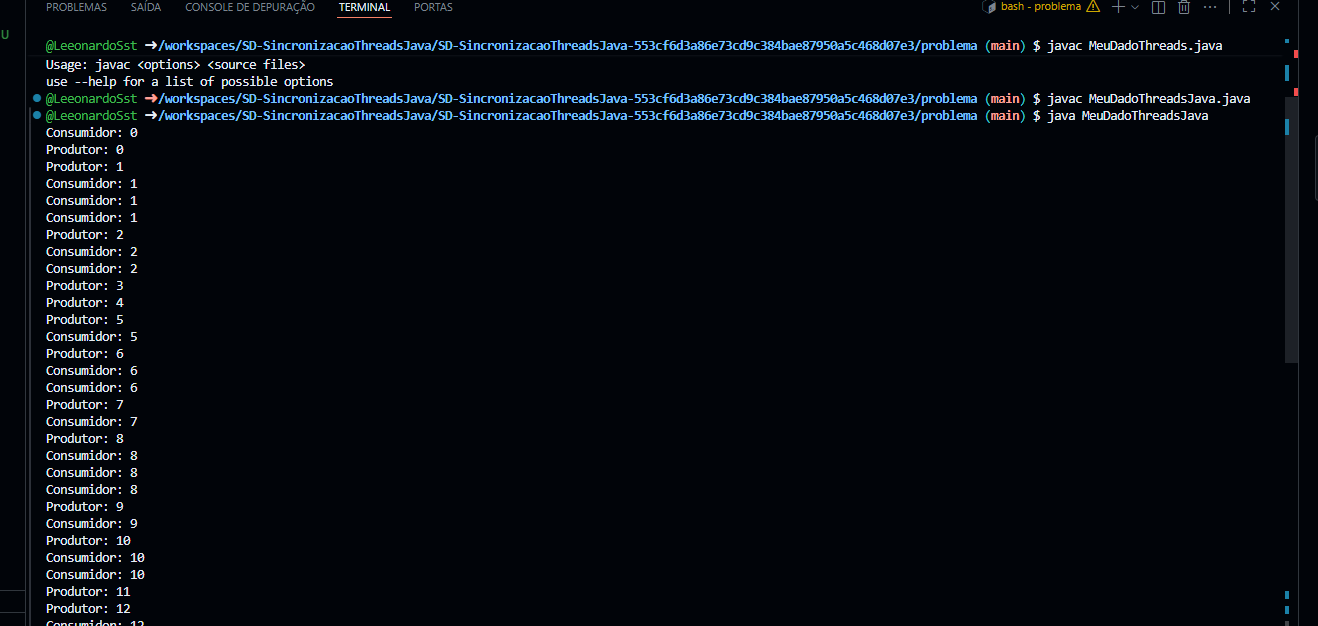 PROBLEMAS SAÍDA CONSOLE DE DEPURAÇÃO TERMINAL PORTAS bash - problema
U
@LeeonardoSst ➜/workspaces/SD-SincronizacaoThreadsJava/SD-SincronizacaoThreadsJava-553cf6d3a86e73cd9c384bae87950a5c468d07e3/problema (main) $ javac MeuDadoThreads.java
Usage: javac <options> <source files>
use --help for a list of possible options
@LeeonardoSst ➜/workspaces/SD-SincronizacaoThreadsJava/SD-SincronizacaoThreadsJava-553cf6d3a86e73cd9c384bae87950a5c468d07e3/problema (main) $ javac MeuDadoThreadsJava.java
@LeeonardoSst ➜/workspaces/SD-SincronizacaoThreadsJava/SD-SincronizacaoThreadsJava-553cf6d3a86e73cd9c384bae87950a5c468d07e3/problema (main) $ java MeuDadoThreadsJava
Consumidor: 0
Produtor: 0
Produtor: 1
Consumidor: 1
Consumidor: 1
Consumidor: 1
Produtor: 2
Consumidor: 2
Consumidor: 2
Produtor: 3
Produtor: 4
Produtor: 5
Consumidor: 5
Produtor: 6
Consumidor: 6
Consumidor: 6
Produtor: 7
Consumidor: 7
Produtor: 8
Consumidor: 8
Consumidor: 8
Consumidor: 8
Produtor: 9
Consumidor: 9
Produtor: 10
Consumidor: 10
Consumidor: 10
Produtor: 11
Produtor: 12
Consumidor: 12